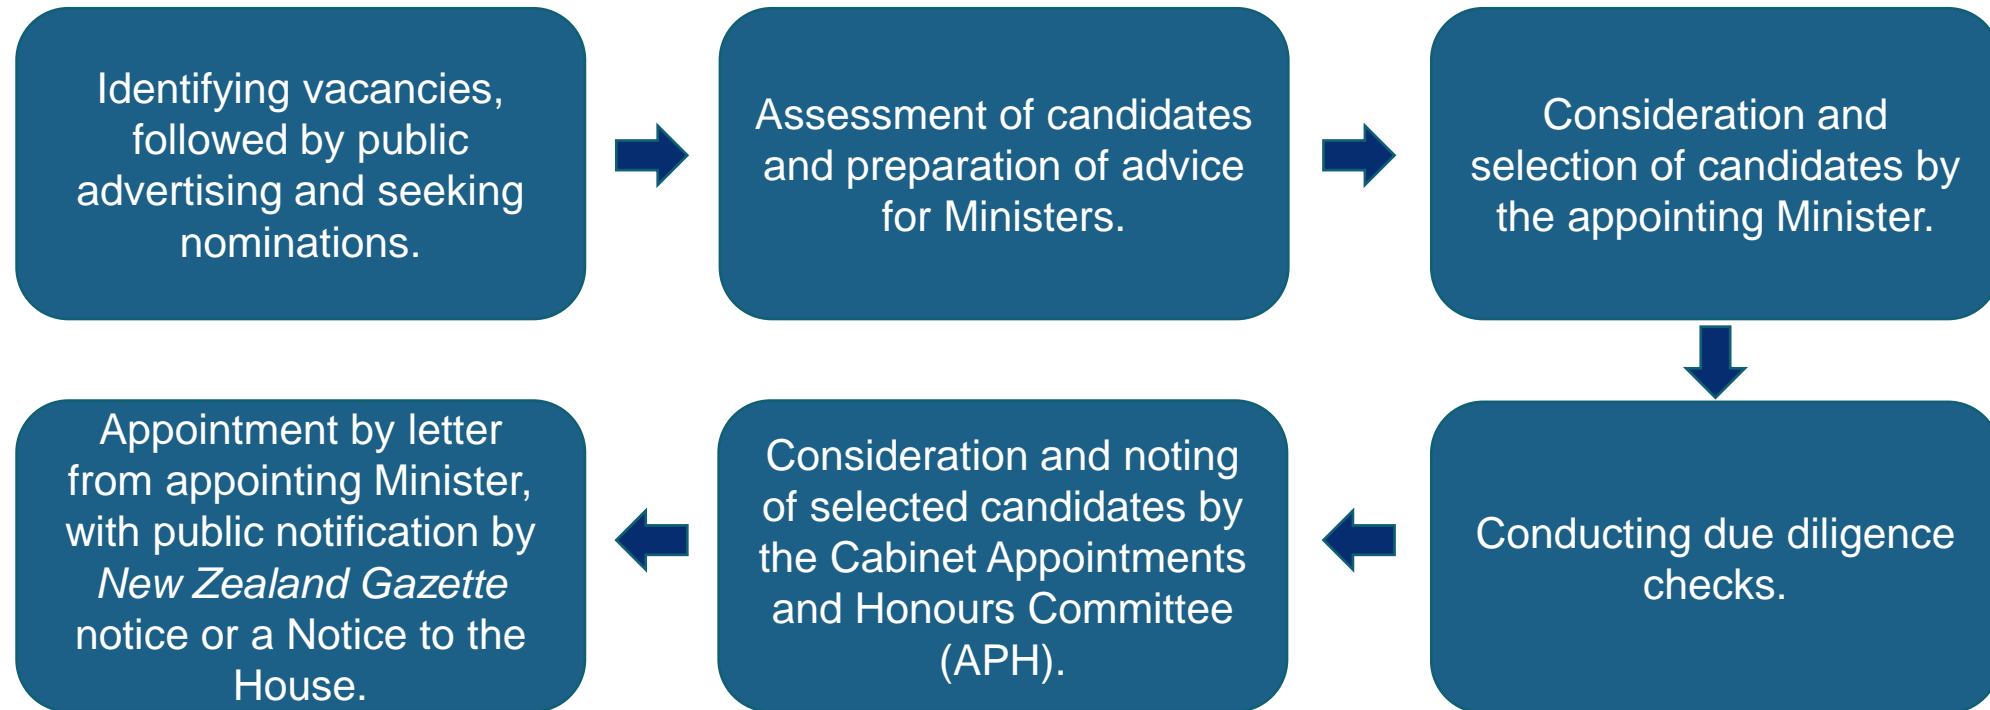 Identifying vacancies,
followed by public
advertising and seeking
nominations.
Assessment of candidates
and preparation of advice
for Ministers.
Consideration and
selection of candidates by
the appointing Minister.
Conducting due diligence
checks.
Consideration and noting
of selected candidates by
the Cabinet Appointments
and Honours Committee
(APH).
Appointment by letter
from appointing Minister,
with public notification by
New Zealand Gazette
notice or a Notice to the
House.